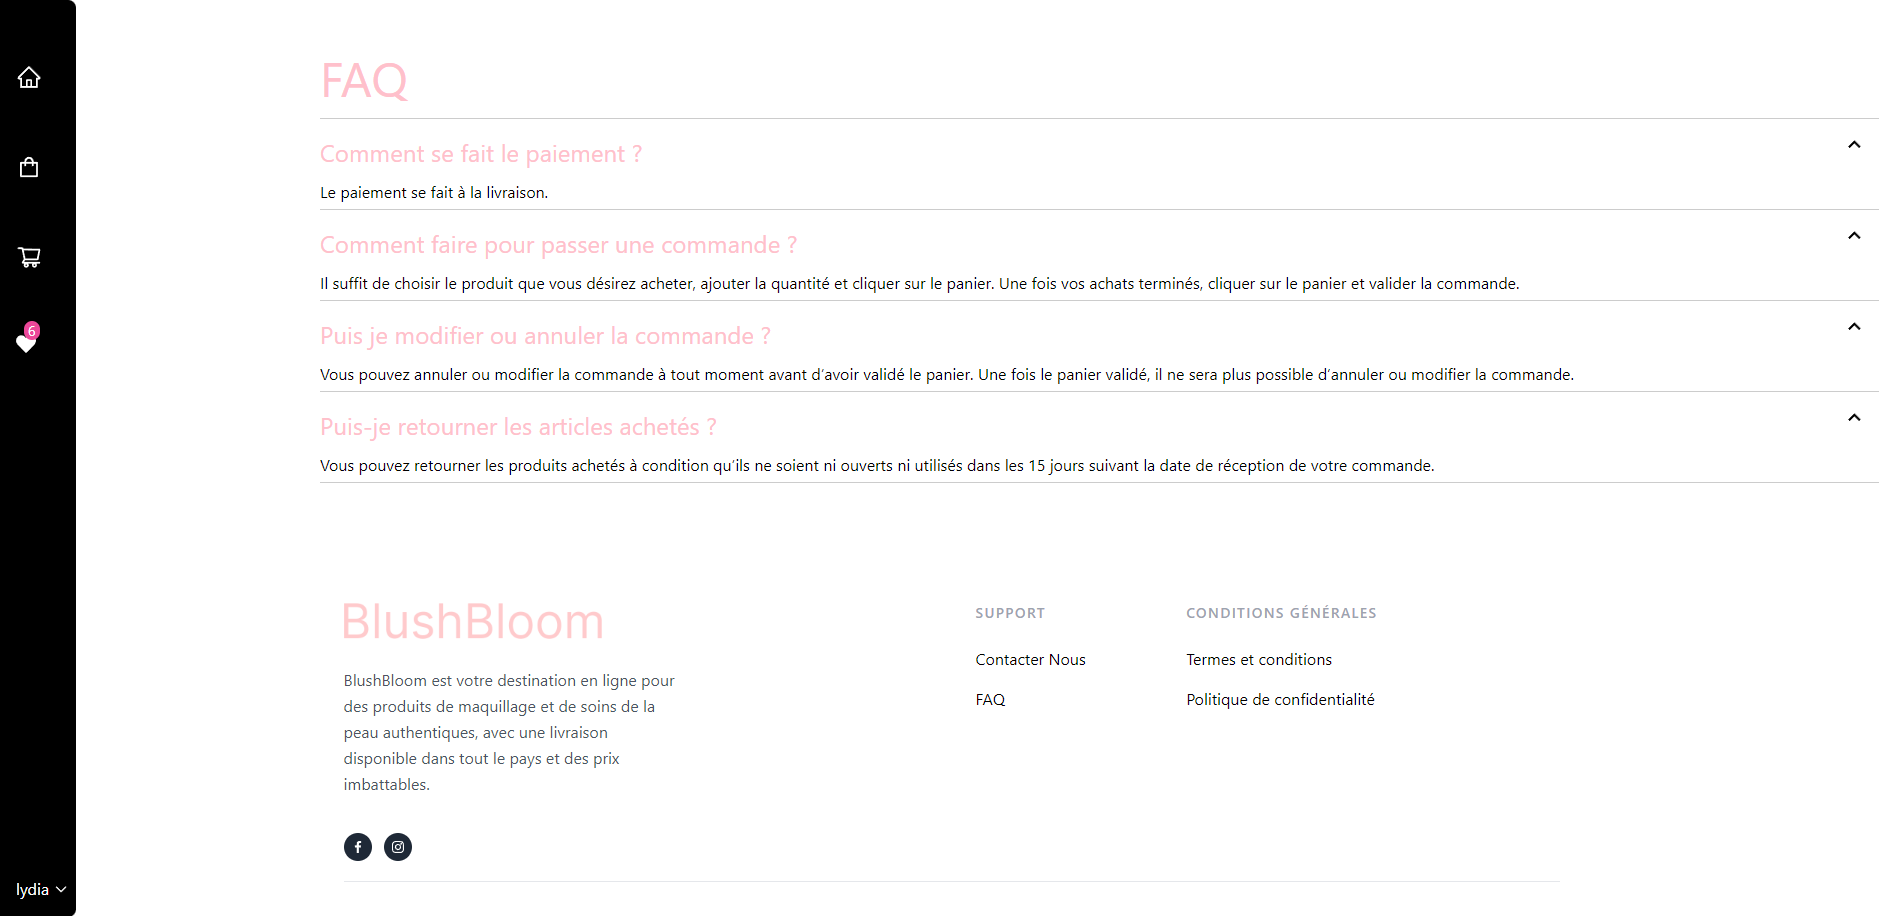 FAQ
Comment se fait le paiement ?
Le paiement se fait à la livraison.
Comment faire pour passer une commande ?
Il suffit de choisir le produit que vous désirez acheter, ajouter la quantité et cliquer sur le panier. Une fois vos achats terminés, cliquer sur le panier et valider la commande.
Puis je modifier ou annuler la commande ?
Vous pouvez annuler ou modifier la commande à tout moment avant d’avoir validé le panier. Une fois le panier validé, il ne sera plus possible d’annuler ou modifier la commande.
Puis-je retourner les articles achetés ?
Vous pouvez retourner les produits achetés à condition qu’ils ne soient ni ouverts ni utilisés dans les 15 jours suivant la date de réception de votre commande.
6
BlushBloom
BlushBloom est votre destination en ligne pour
des produits de maquillage et de soins de la
peau authentiques, avec une livraison
disponible dans tout le pays et des prix
imbattables.
SUPPORT
Contacter Nous
FAQ
CONDITIONS GÉNÉRALES
Termes et conditions
Politique de confidentialité
lydia